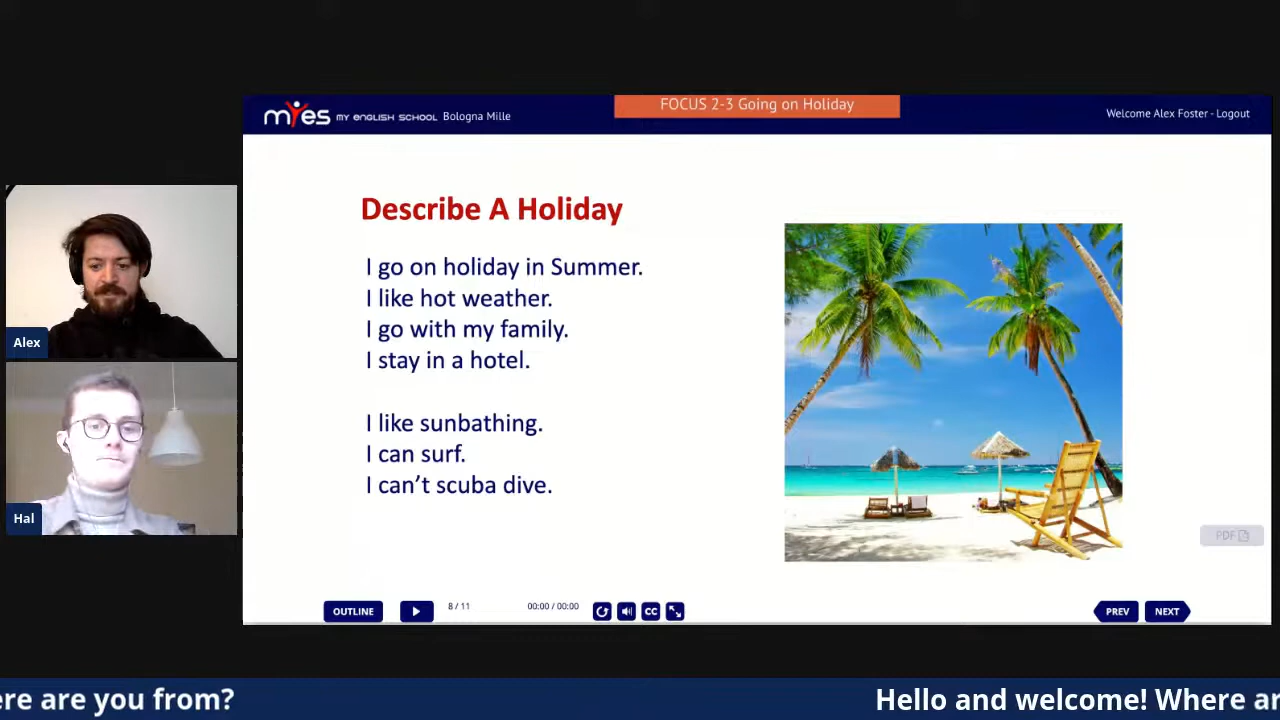 FOCUS 2-3 Going on Holiday
myes MY ENGLISH SCHOOL Bologna Mille
Welcome Alex Foster - Logout
Describe A Holiday
I go on holiday in Summer.
I like hot weather.
I go with my family.
I stay in a hotel.
I like sunbathing.
I can surf.
I can't scuba dive.
Alex
Hal
PDF
OUTLINE
8 / 11
00:00 / 00:00
CC
PREV
NEXT
ere are you from?
Hello and welcome! Where ar